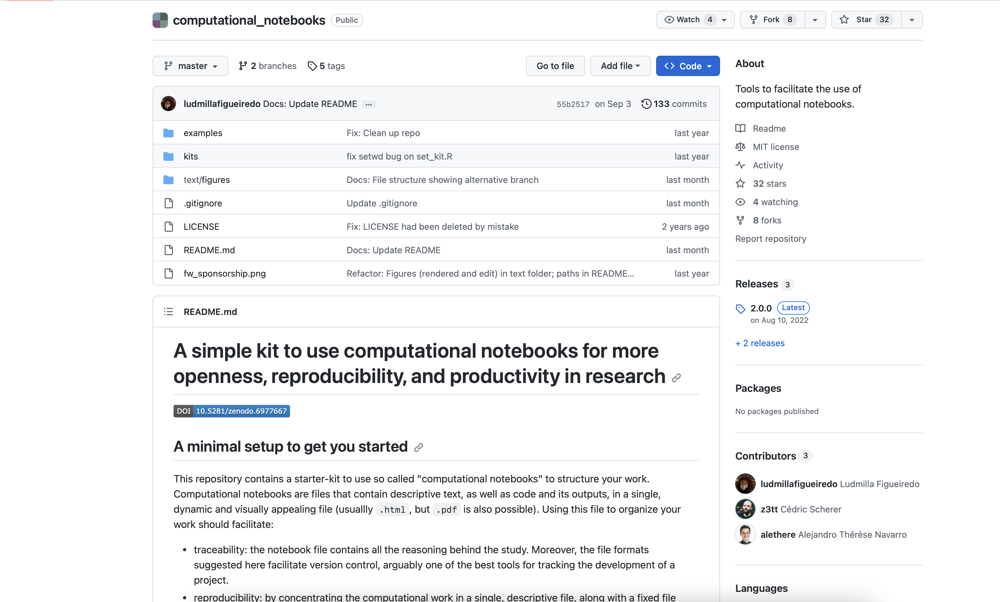 computational_notebooks Public Watch 4 Fork 8 Star 32
master 2 branches 5 tags Go to file Add file Code
ludmillafigueiredo Docs: Update README ... 55b2517 on Sep 3 133 commits
examples Fix: Clean up repo last year
kits fix setwd bug on set_kit.R last year
text/figures Docs: File structure showing alternative branch last month
.gitignore Update .gitignore last month
LICENSE Fix: LICENSE had been deleted by mistake 2 years ago
README.md Docs: Update README last month
fw_sponsorship.png Refactor: Figures (rendered and edit) in text folder; paths in README... last year
README.md
A simple kit to use computational notebooks for more
openness, reproducibility, and productivity in research
DOI 10.5281/zenodo.6977667
A minimal setup to get you started
This repository contains a starter-kit to use so called "computational notebooks" to structure your work.
Computational notebooks are files that contain descriptive text, as well as code and its outputs, in a single,
dynamic and visually appealing file (usuallly .html, but .pdf is also possible). Using this file to organize your
work should facilitate:
• traceability: the notebook file contains all the reasoning behind the study. Moreover, the file formats
suggested here facilitate version control, arguably one of the best tools for tracking the development of a
project.
• reproducibility: by concentrating the computational work in a single, descriptive file, along with a fixed file
About
Tools to facilitate the use of
computational notebooks.
Readme
MIT license
Activity
32 stars
4 watching
8 forks
Report repository
Releases 3
2.0.0 Latest
on Aug 10, 2022
+ 2 releases
Packages
No packages published
Contributors 3
ludmillafigueiredo Ludmilla Figueiredo
z3tt Cédric Scherer
alethere Alejandro Thérèse Navarro
Languages